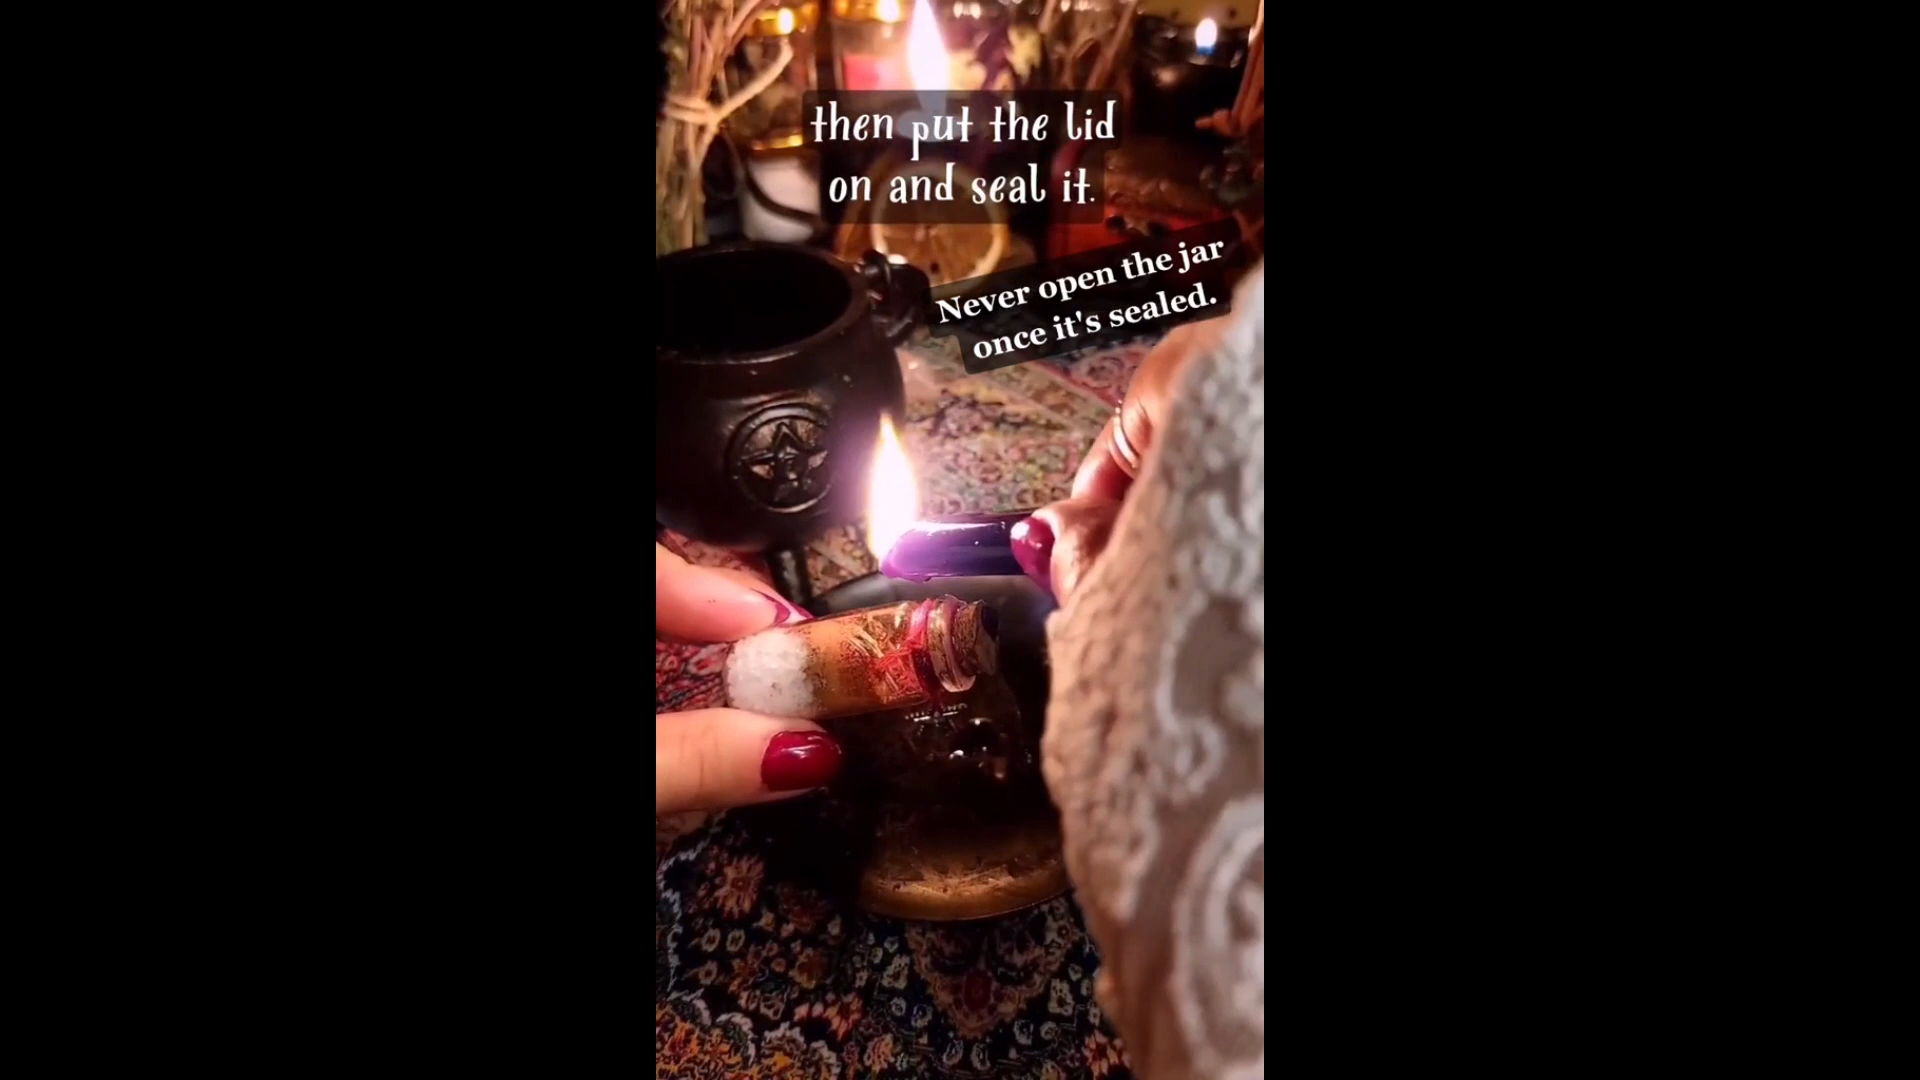 then put the lid
on and seal it.
Never open the jar
once it's sealed.